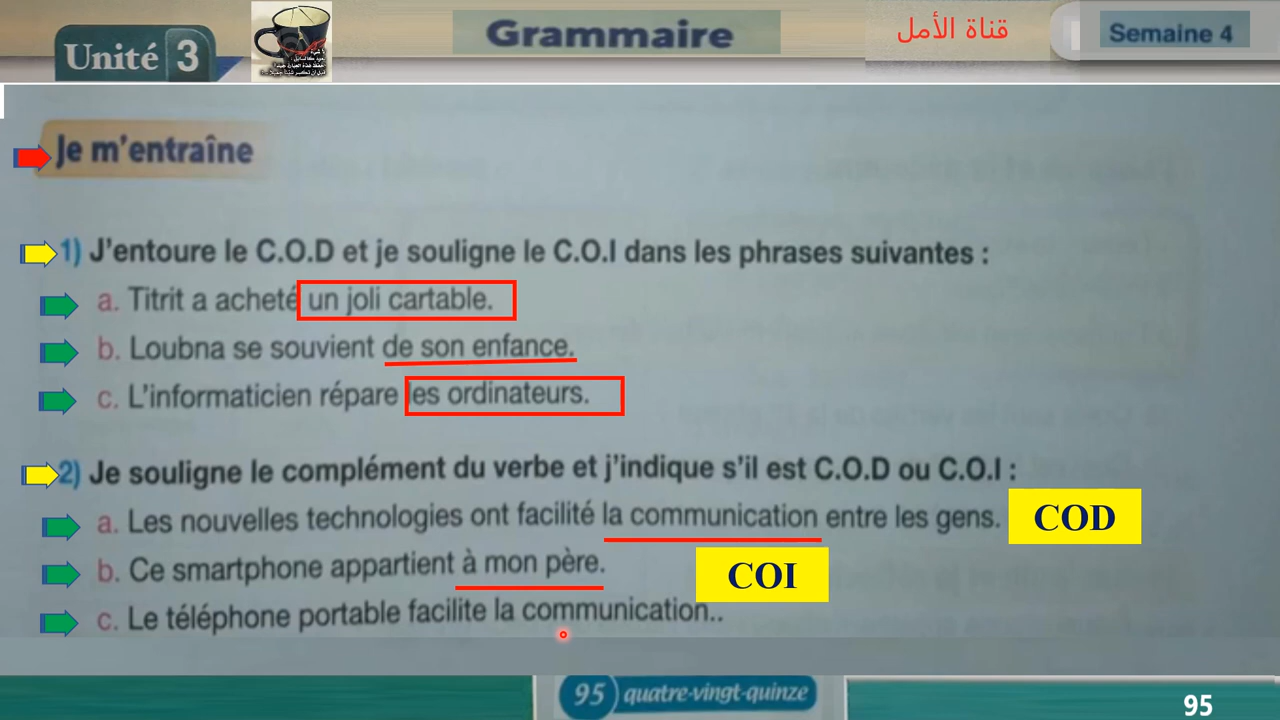 Unité 3
Grammaire
قناة الأمل
Semaine 4
Je m'entraîne
1) J'entoure le C.O.D et je souligne le C.O.I dans les phrases suivantes :
a. Titrit a acheté un joli cartable.
b. Loubna se souvient de son enfance.
c. L'informaticien répare les ordinateurs.
2) Je souligne le complément du verbe et j'indique s'il est C.O.D ou C.O.I :
a. Les nouvelles technologies ont facilité la communication entre les gens. COD
b. Ce smartphone appartient à mon père. COI
c. Le téléphone portable facilite la communication..
95 quatre-vingt-quinze
95